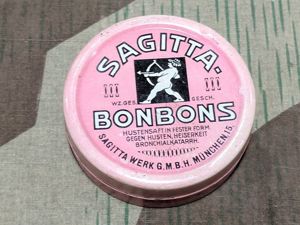 SAGITTA-
WZ.GES. GESCH.
BONBONS
HUSTENSAFT IN FESTER FORM
GEGEN HUSTEN, HEISERKEIT
BRONCHIALKATARRH.
SAGITTA WERK G.M.B.H. MÜNCHEN 15